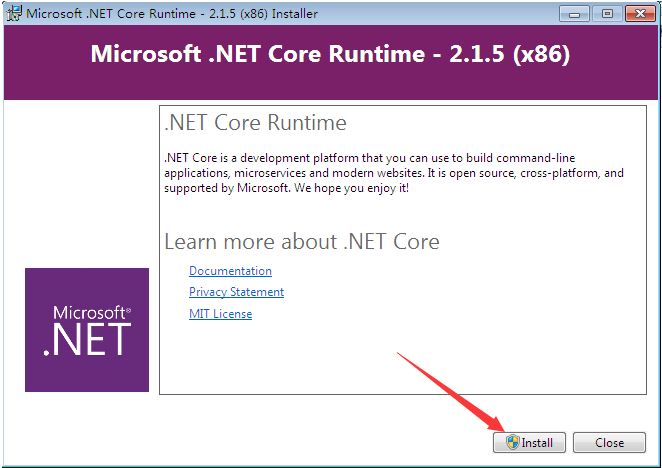 Microsoft .NET Core Runtime - 2.1.5 (x86) Installer
Microsoft .NET Core Runtime - 2.1.5 (x86)
.NET Core Runtime
.NET Core is a development platform that you can use to build command-line
applications, microservices and modern websites. It is open source, cross-platform, and
supported by Microsoft. We hope you enjoy it!
Learn more about .NET Core
Documentation
Privacy Statement
MIT License
Microsoft®
.NET
Install
Close